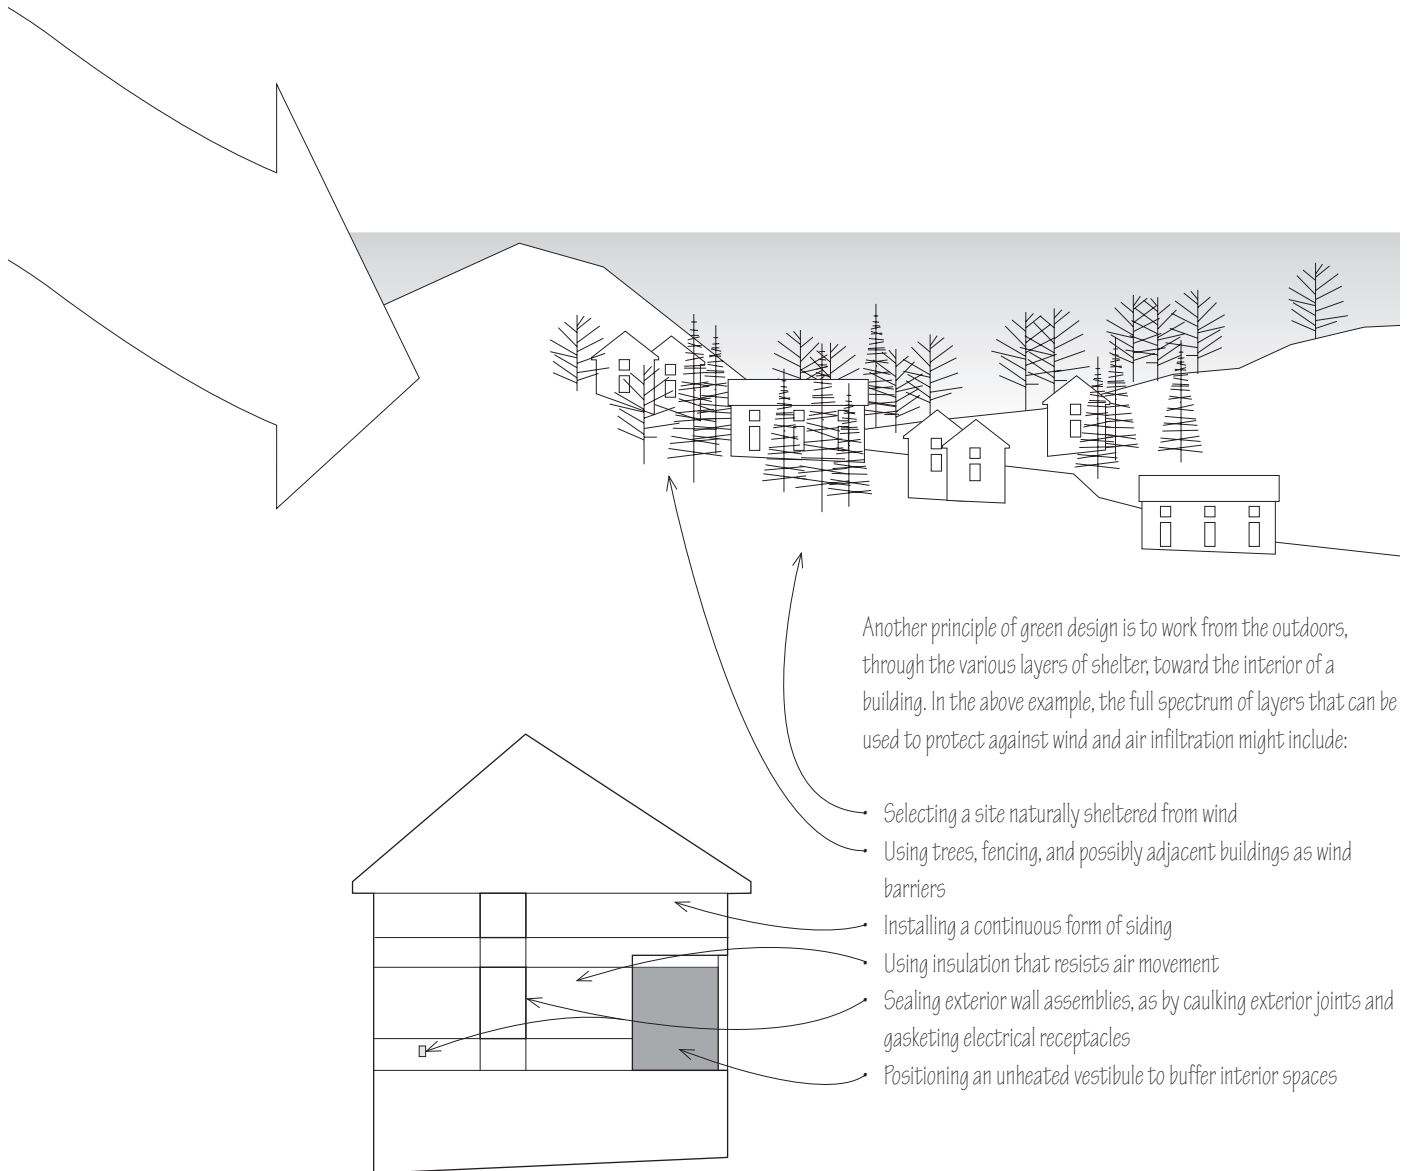 Another principle of green design is to work from the outdoors,
through the various layers of shelter, toward the interior of a
building. In the above example, the full spectrum of layers that can be
used to protect against wind and air infiltration might include:
• Selecting a site naturally sheltered from wind
• Using trees, fencing, and possibly adjacent buildings as wind
barriers
• Installing a continuous form of siding
• Using insulation that resists air movement
• Sealing exterior wall assemblies, as by caulking exterior joints and
gasketing electrical receptacles
• Positioning an unheated vestibule to buffer interior spaces